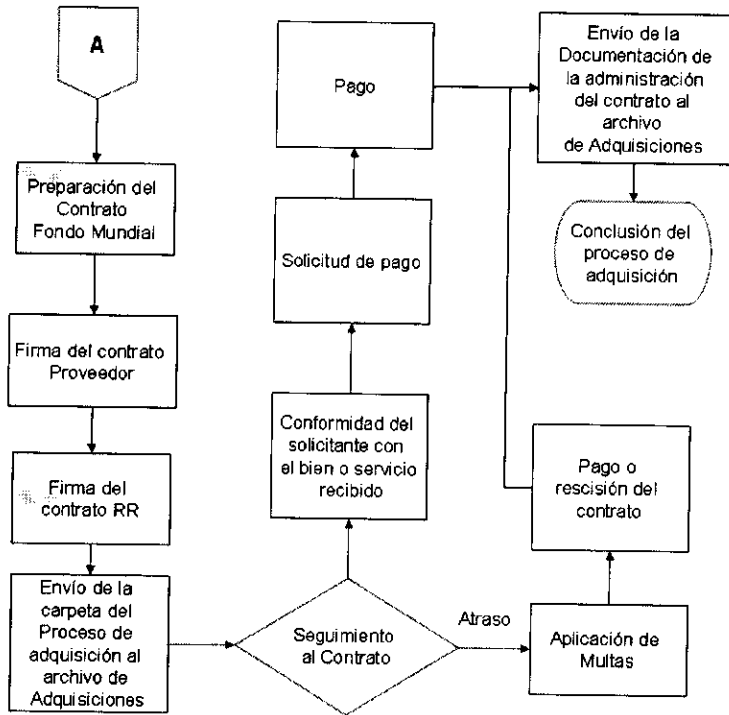 A
Preparación del
Contrato
Fondo Mundial
Firma del contrato
Proveedor
Firma del
contrato RR
Envío de la
carpeta del
Proceso de
adquisición al
archivo de
Adquisiciones
Seguimiento
al Contrato
Conformidad del
solicitante con
el bien o servicio
recibido
Solicitud de pago
Pago
Atraso
Aplicación de
Multas
Pago o
rescisión del
contrato
Envío de la
Documentación de
la administración
del contrato al
archivo
de Adquisiciones
Conclusión del
proceso de
adquisición